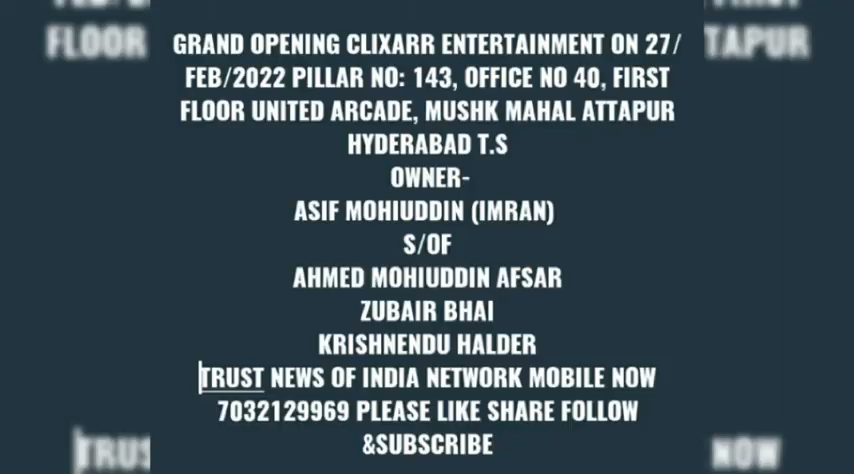 GRAND OPENING CLIXARR ENTERTAINMENT ON 27/
FEB/2022 PILLAR NO: 143, OFFICE NO 40, FIRST
FLOOR UNITED ARCADE, MUSHK MAHAL ATTAPUR
HYDERABAD T.S
OWNER-
ASIF MOHIUDDIN (IMRAN)
S/OF
AHMED MOHIUDDIN AFSAR
ZUBAIR BHAI
KRISHNENDU HALDER
TRUST NEWS OF INDIA NETWORK MOBILE NOW
7032129969 PLEASE LIKE SHARE FOLLOW
&SUBSCRIBE